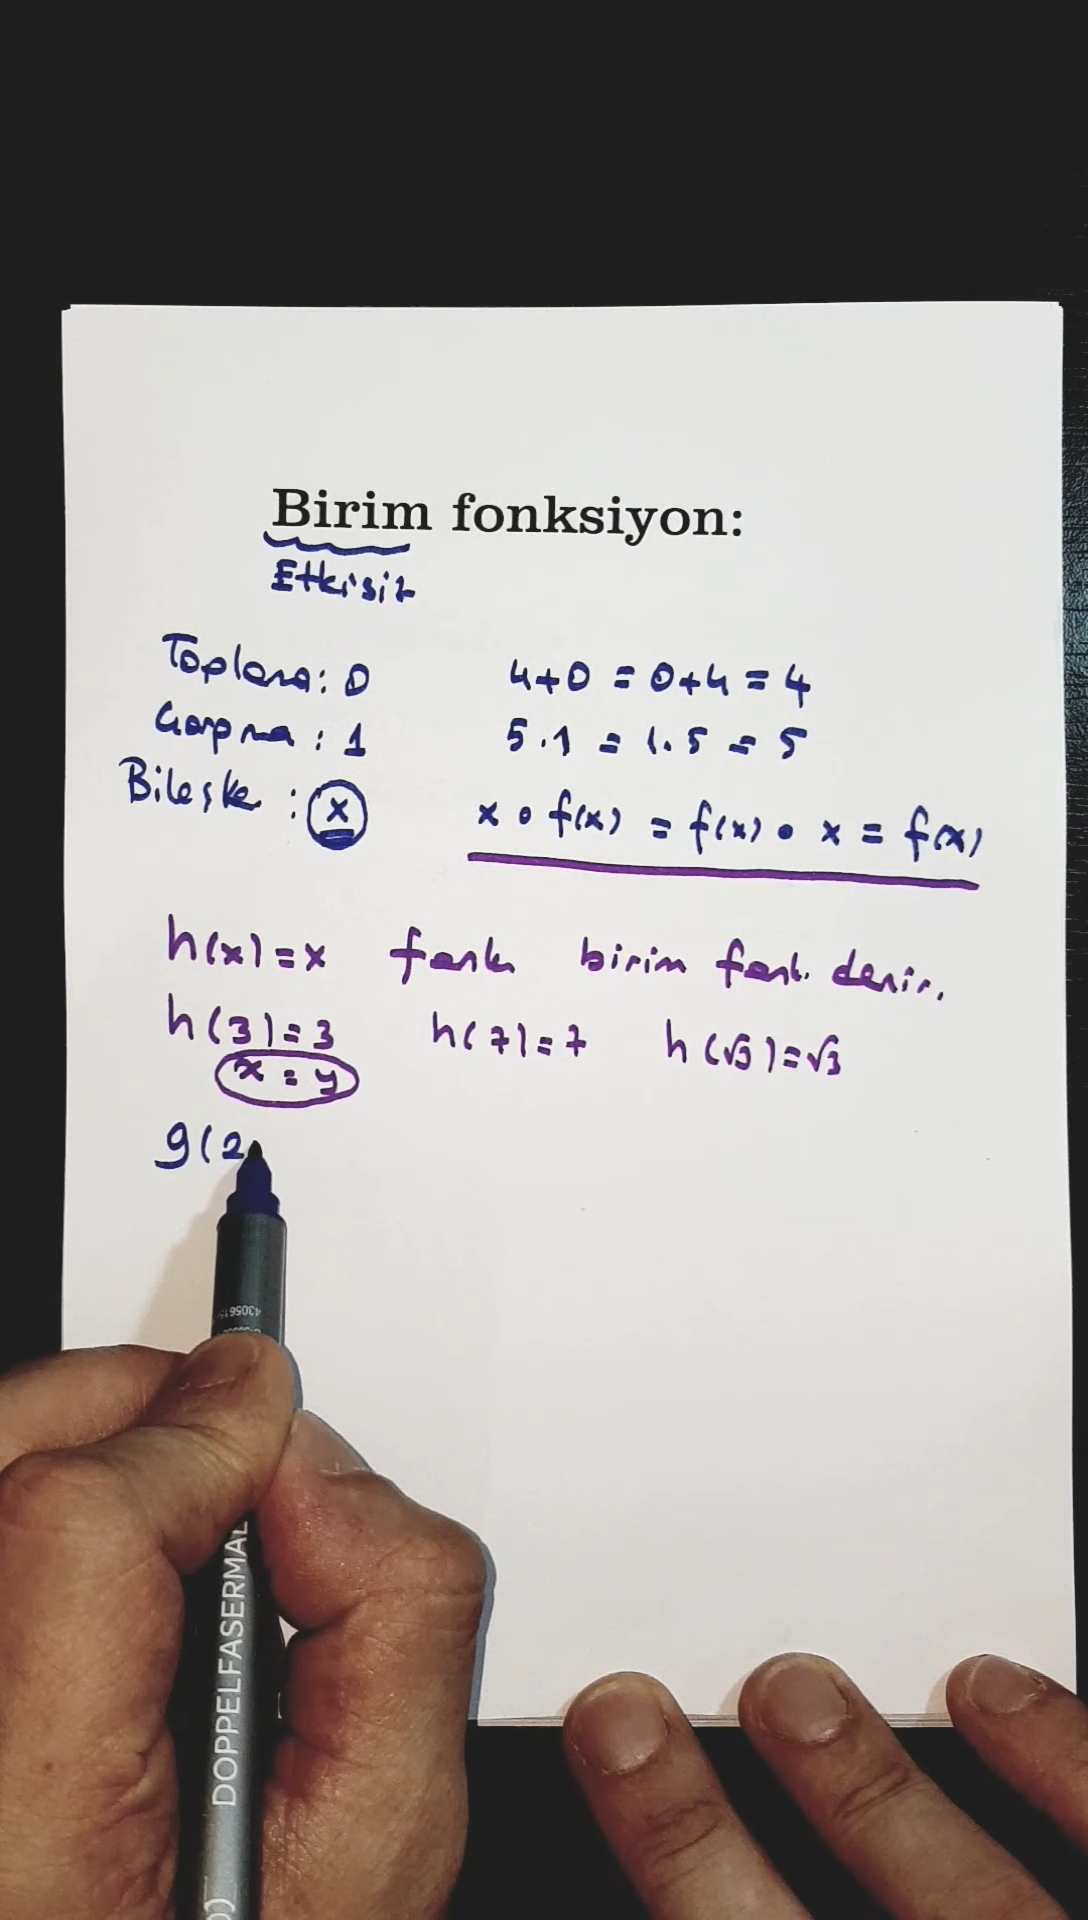 Birim fonksiyon:
Etkisiz
Toplama: 0 4+0 = 0+4 = 4
Çarpma: 1 5.1 = 1.5 = 5
Bileşke: x x o f(x) = f(x) o x = f(x)
h(x)=x fonk birim fonk. denir.
h(3)=3 h(7)=7 h(√3)=√3
x = y
g(2
DOPPELFASERMAL